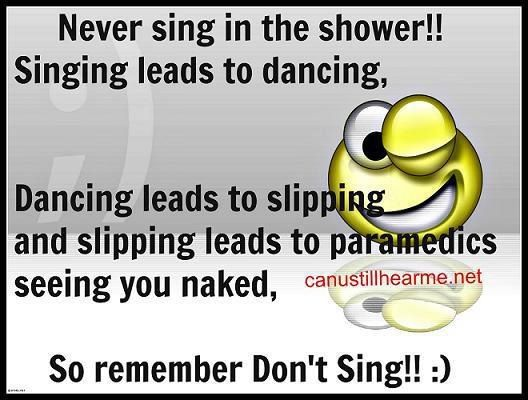 Never sing in the shower!!
Singing leads to dancing,
Dancing leads to slipping
and slipping leads to paramedics
seeing you naked,
canustillhearme.net
So remember Don't Sing!! :)